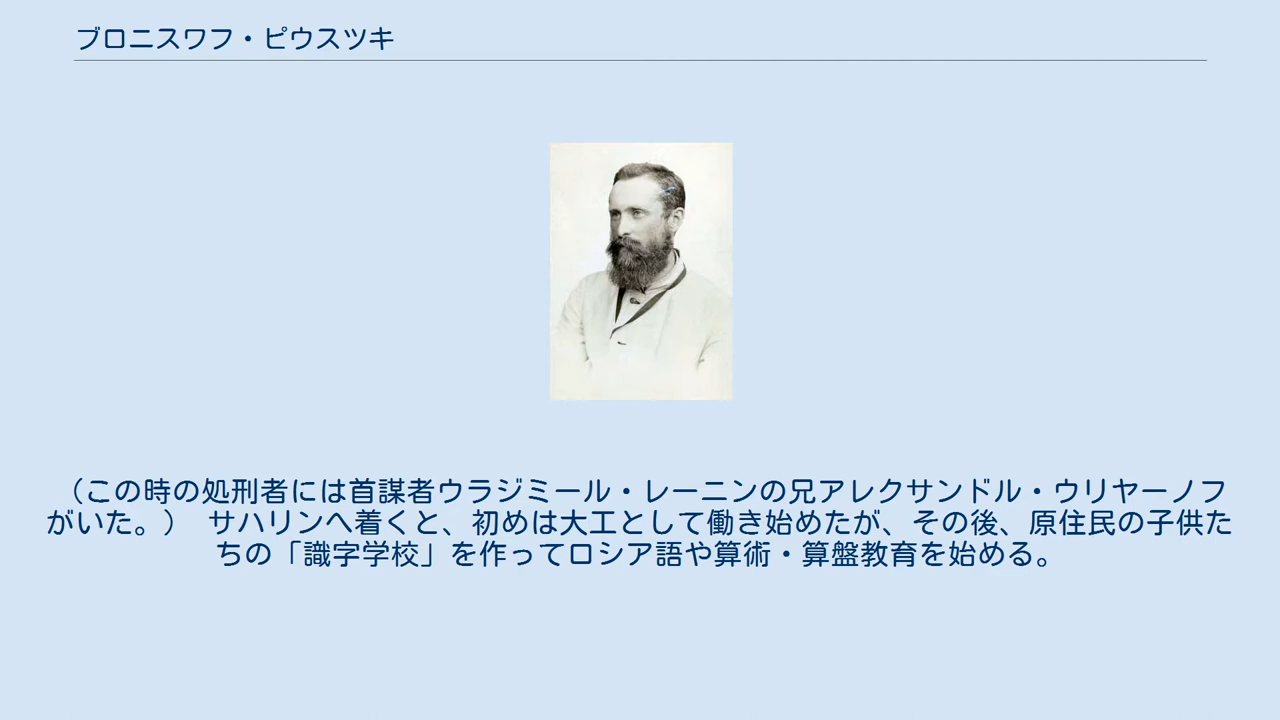 ブロニスワフ・ピウスツキ
（この時の処刑者には首謀者ウラジミール・レーニンの兄アレクサンドル・ウリヤーノフ
がいた。）　サハリンへ着くと、初めは大工として働き始めたが、その後、原住民の子供た
ちの「識字学校」を作ってロシア語や算術・算盤教育を始める。